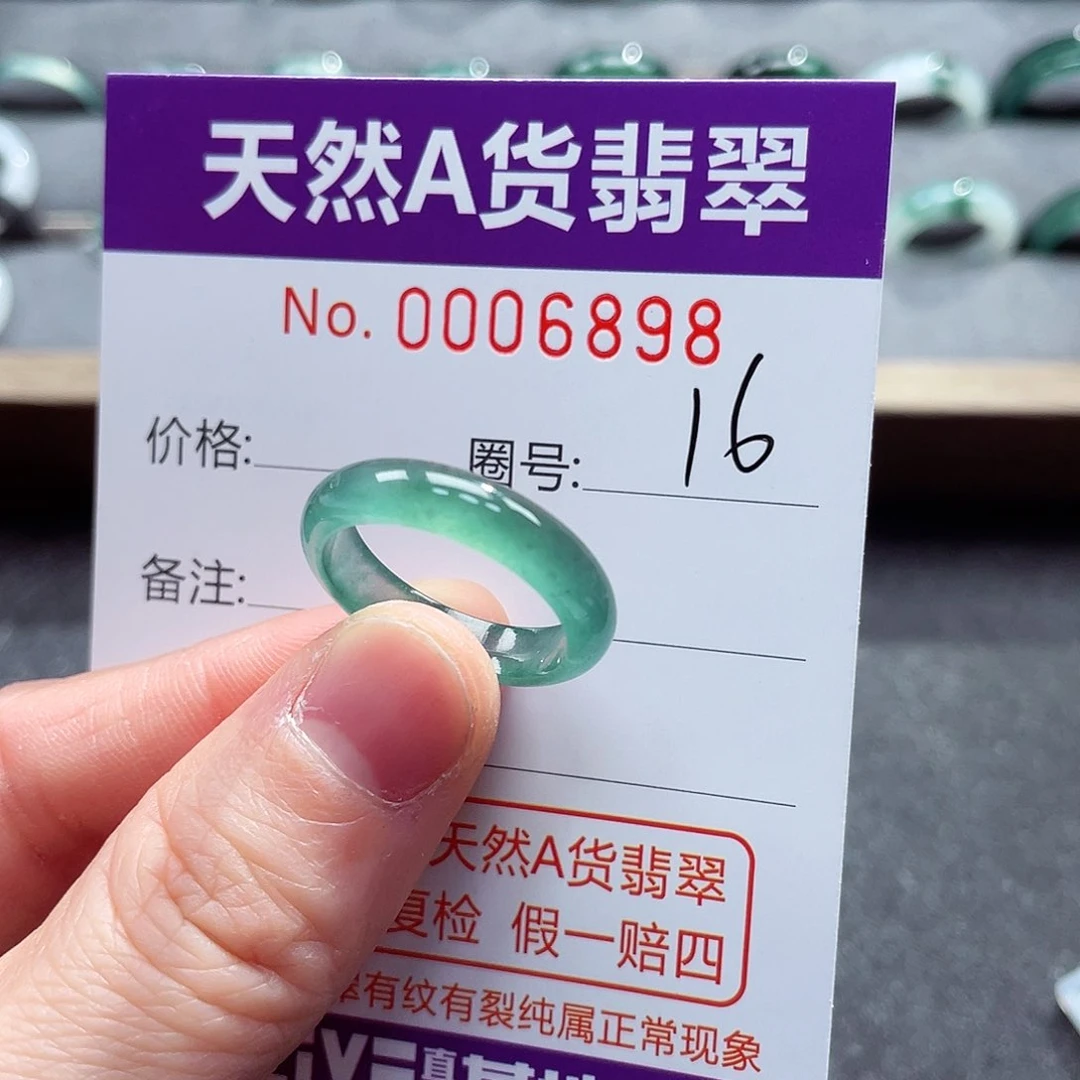 天然A货翡翠
No. 0006898
价格: 圈号: 16
备注:
天然A货翡翠
复检 假一赔四
有纹有裂纯属正常现象